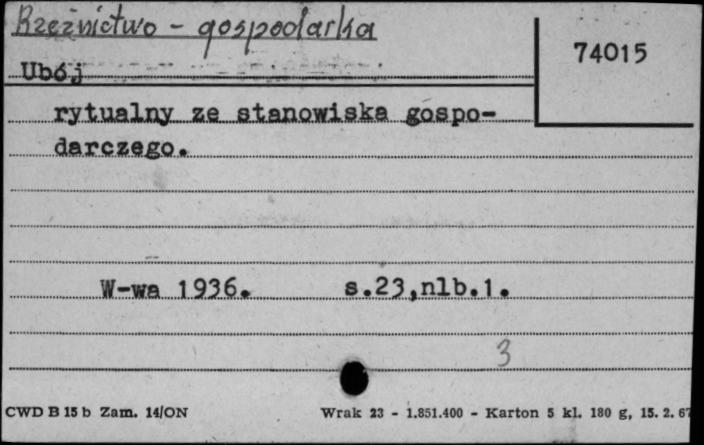 Rzeźnictwo - gospodarka
74015
Ubój
rytualny ze stanowiska gospo-
darczego.
W-wa 1936. s.23,nlb.1.
3
CWD B 15 b Zam. 14/ON Wrak 23 - 1.851.400 - Karton 5 kl. 180 g, 15. 2. 67